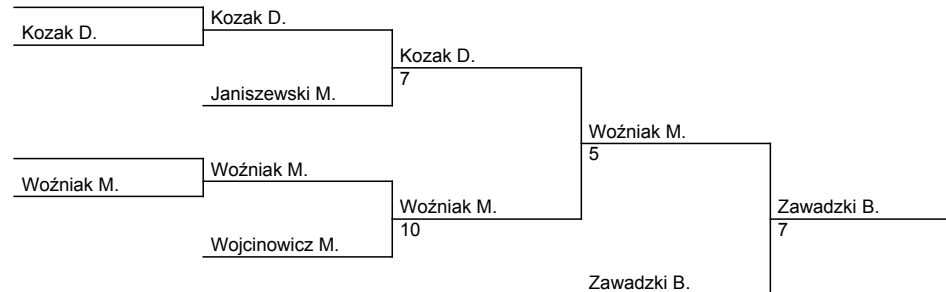 Kozak D.
Kozak D.
Kozak D.
7
Janiszewski M.
Woźniak M.
5
Woźniak M.
Woźniak M.
Woźniak M.
10
Zawadzki B.
7
Wojcinowicz M.
Zawadzki B.